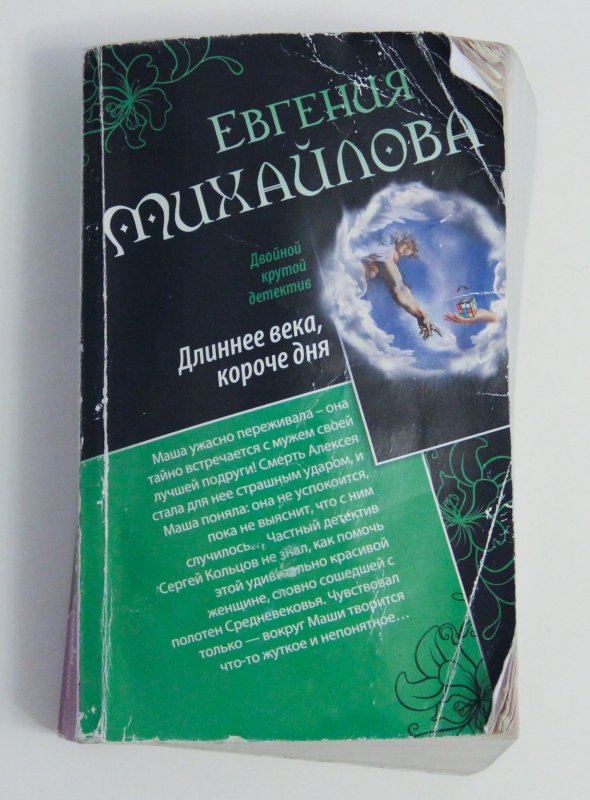 Евгения
Михайлова
Двойной
крутой
детектив
Длиннее века,
короче дня
Маша ужасно переживала – она
тайно встречается с мужем своей
лучшей подруги! Смерть Алексея
стала для нее страшным ударом, и
Маша поняла: она не успокоится,
пока не выяснит, что с ним
случилось... Частный детектив
Сергей Кольцов не знал, как помочь
этой удивительно красивой
женщине, словно сошедшей с
полотен Средневековья. Чувствовал
только — вокруг Маши творится
что-то жуткое и непонятное...